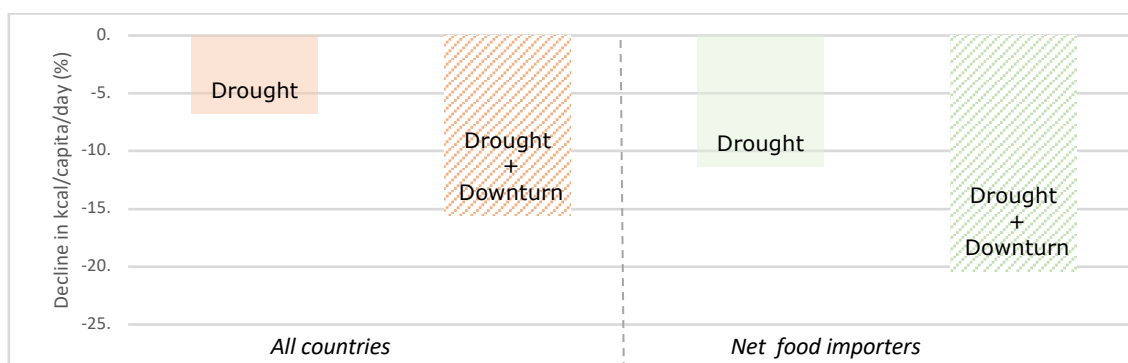 Decline in kcal/capita/day (%)
0.
-5.
-10.
-15.
-20.
-25.
Drought
Drought
+
Downturn
Drought
Drought
+
Downturn
All countries
Net food importers